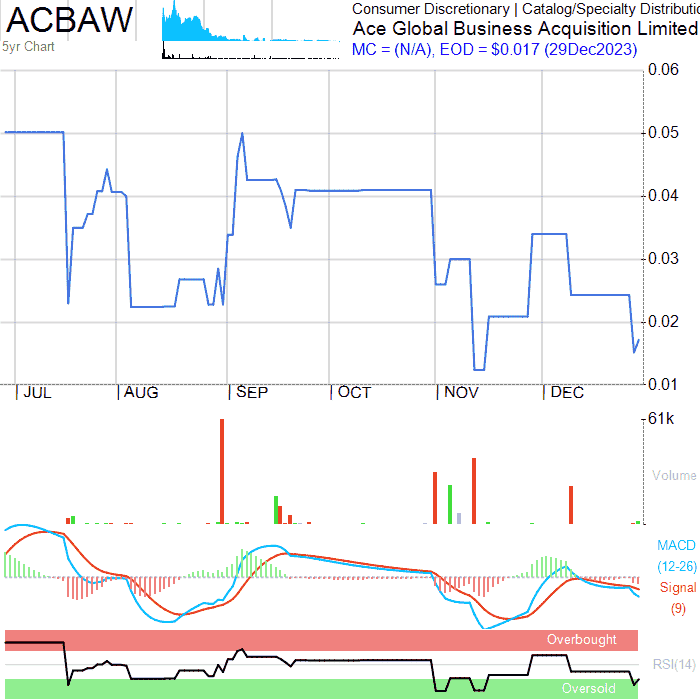 ACBAW
5yr Chart
Consumer Discretionary | Catalog/Specialty Distributio
Ace Global Business Acquisition Limited
MC = (N/A), EOD = $0.017 (29Dec2023)
0.06
0.05
0.04
0.03
0.02
0.01
JUL AUG SEP OCT NOV DEC
61k
Volume
MACD
(12-26)
Signal
(9)
Overbought
RSI(14)
Oversold